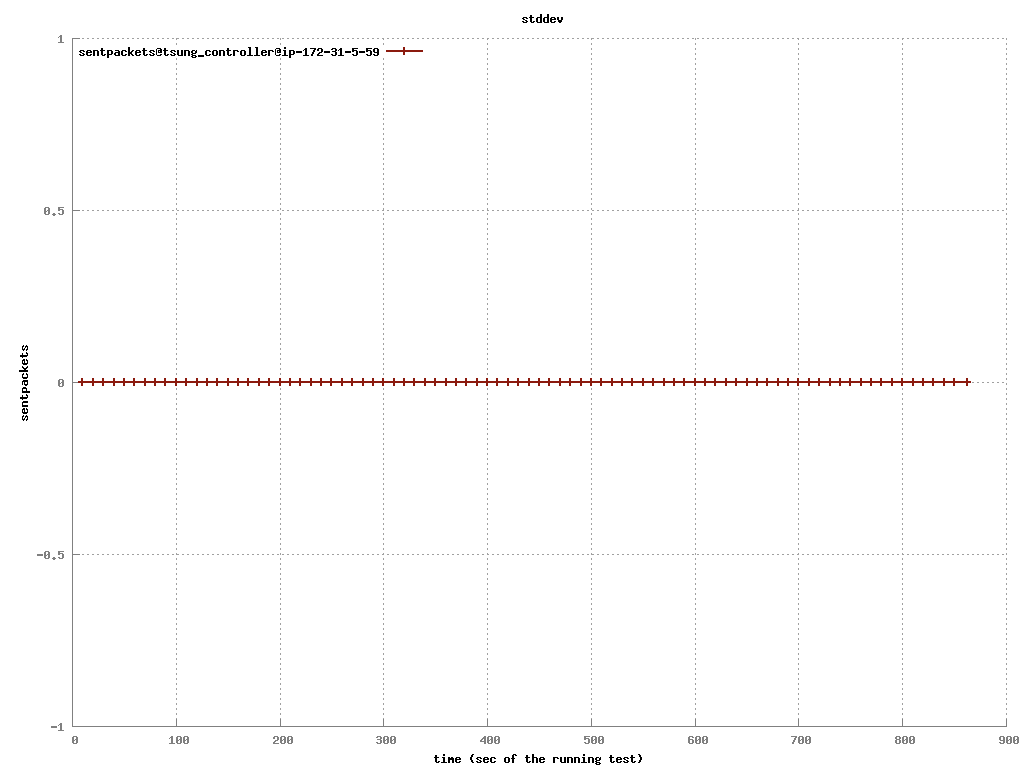 stddev
sentpackets@tsung_controller@ip-172-31-5-59
1
0.5
0
-0.5
-1
sentpackets
0 100 200 300 400 500 600 700 800 900
time (sec of the running test)